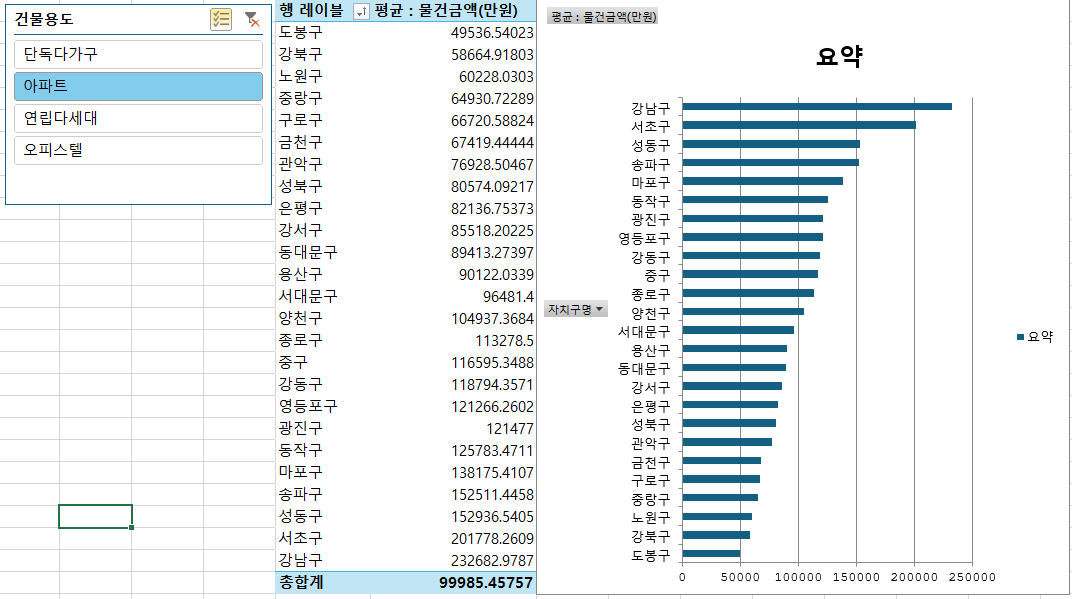 건물용도
단독다가구
아파트
연립다세대
오피스텔
행 레이블 평균 : 물건금액(만원)
도봉구 49536.54023
강북구 58664.91803
노원구 60228.0303
중랑구 64930.72289
구로구 66720.58824
금천구 67419.44444
관악구 76928.50467
성북구 80574.09217
은평구 82136.75373
강서구 85518.20225
동대문구 89413.27397
용산구 90122.0339
서대문구 96481.4
양천구 104937.3684
종로구 113278.5
중구 116595.3488
강동구 118794.3571
영등포구 121266.2602
광진구 121477
동작구 125783.4711
마포구 138175.4107
송파구 152511.4458
성동구 152936.5405
서초구 201778.2609
강남구 232682.9787
총합계 99985.45757
평균 : 물건금액(만원)
요약
강남구
서초구
성동구
송파구
마포구
동작구
광진구
영등포구
강동구
중구
종로구
양천구
서대문구
용산구
동대문구
강서구
은평구
성북구
관악구
금천구
구로구
중랑구
노원구
강북구
도봉구
0 50000 100000 150000 200000 250000
자치구명
요약